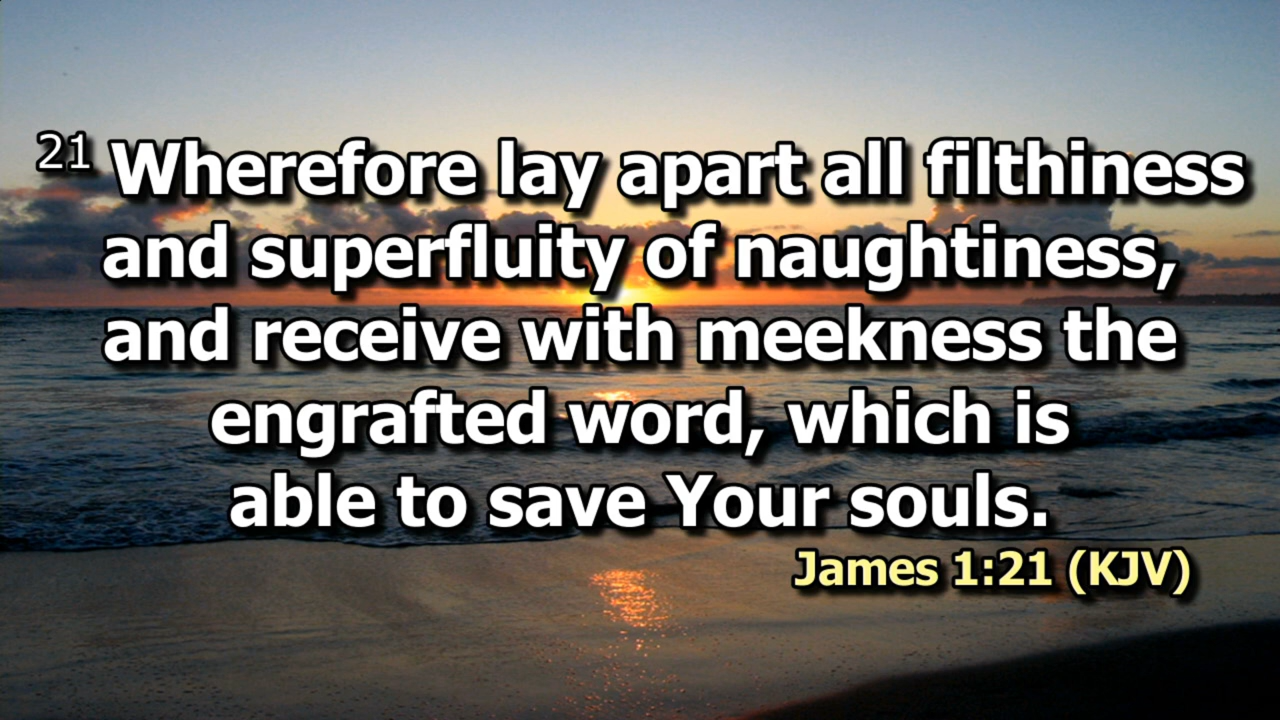 21 Wherefore lay apart all filthiness
and superfluity of naughtiness,
and receive with meekness the
engrafted word, which is
able to save Your souls.
James 1:21 (KJV)